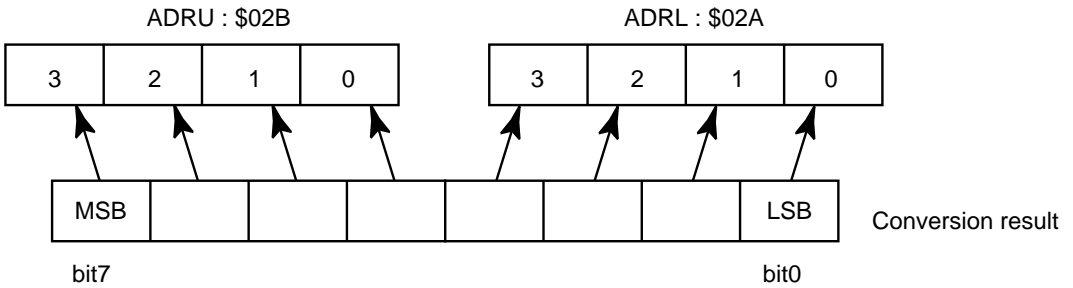 ADRU : $02B ADRL : $02A
3 2 1 0 3 2 1 0
MSB LSB Conversion result
bit7 bit0